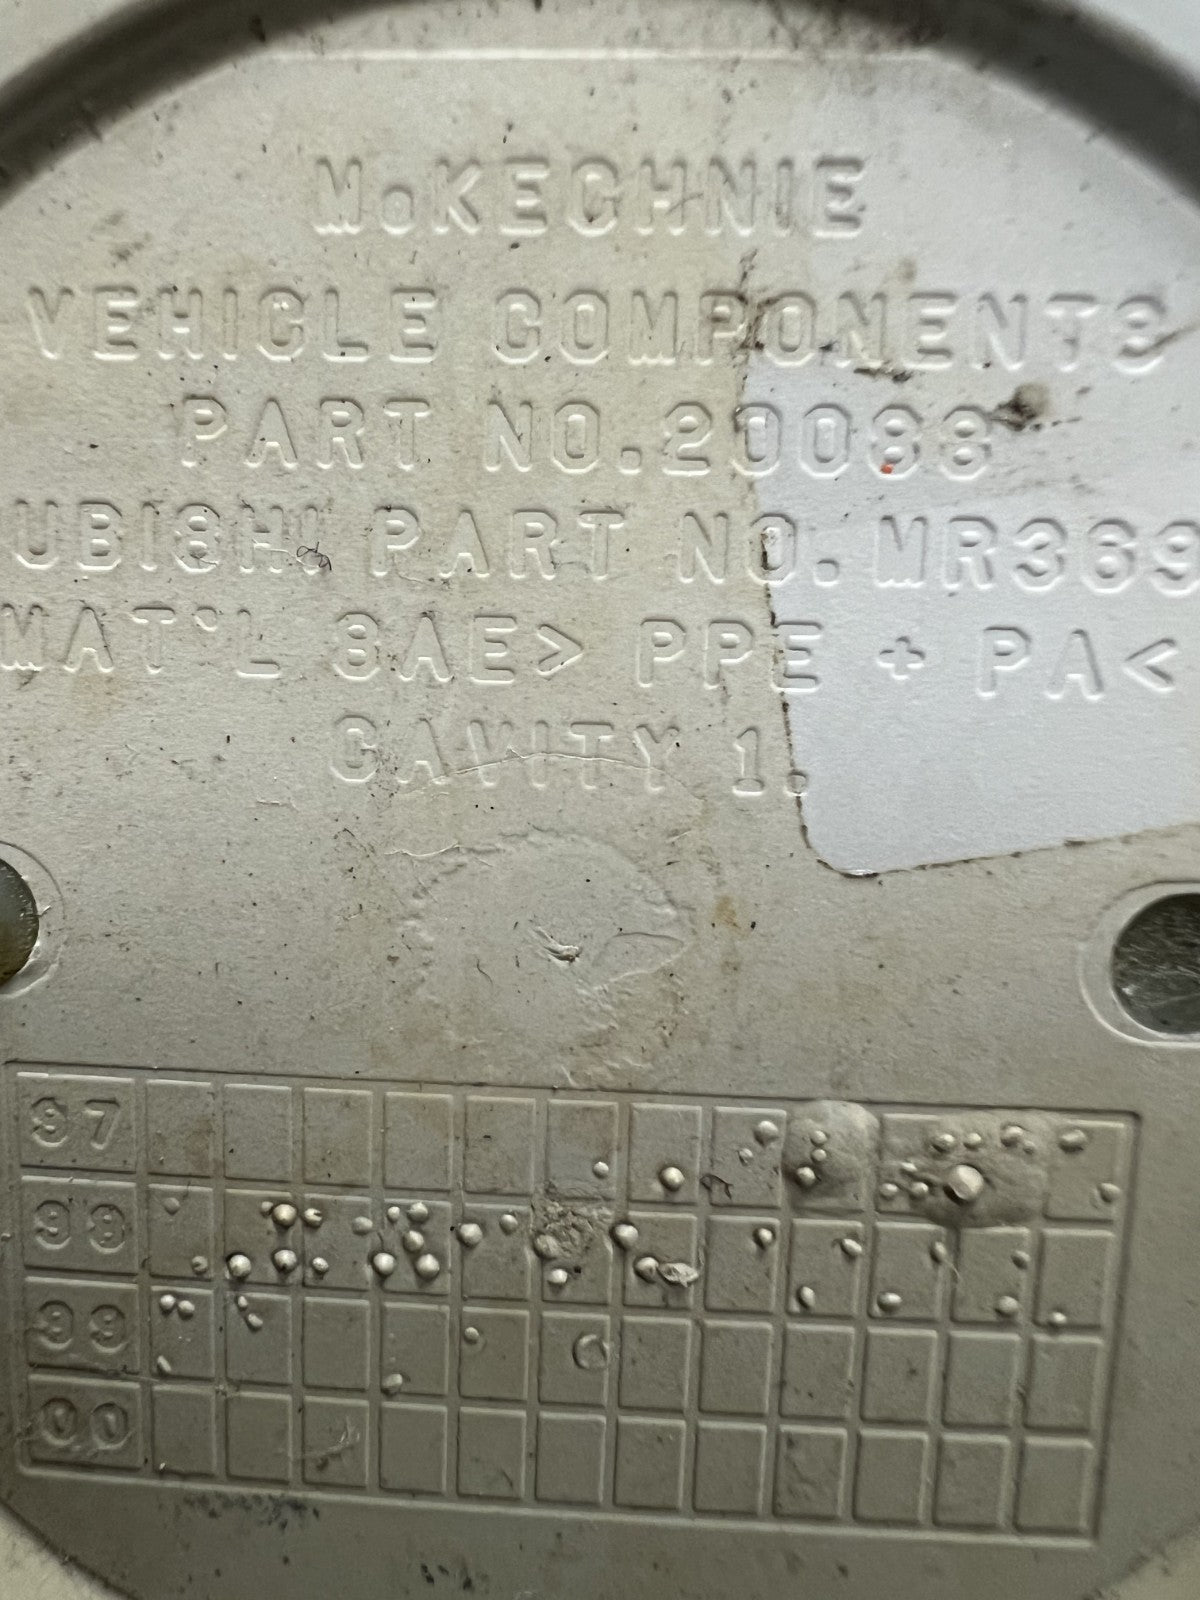 McKECHNIE
VEHICLE COMPONENTS
PART NO.20088
UBISHI PART NO.MR369
MAT'L SAE> PPE + PA<
CAVITY 1.
97
98
99
00